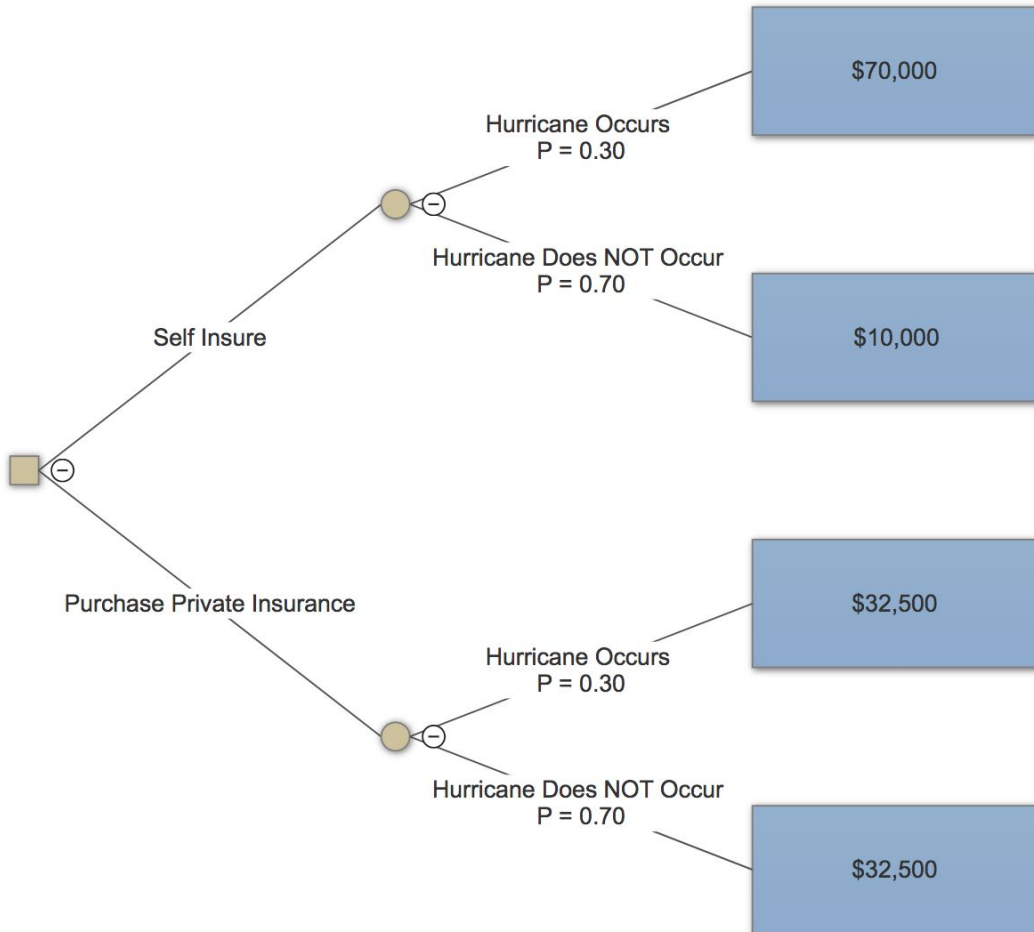 $70,000
Hurricane Occurs
P = 0.30
Hurricane Does NOT Occur
P = 0.70
$10,000
Self Insure
Purchase Private Insurance
$32,500
Hurricane Occurs
P = 0.30
Hurricane Does NOT Occur
P = 0.70
$32,500